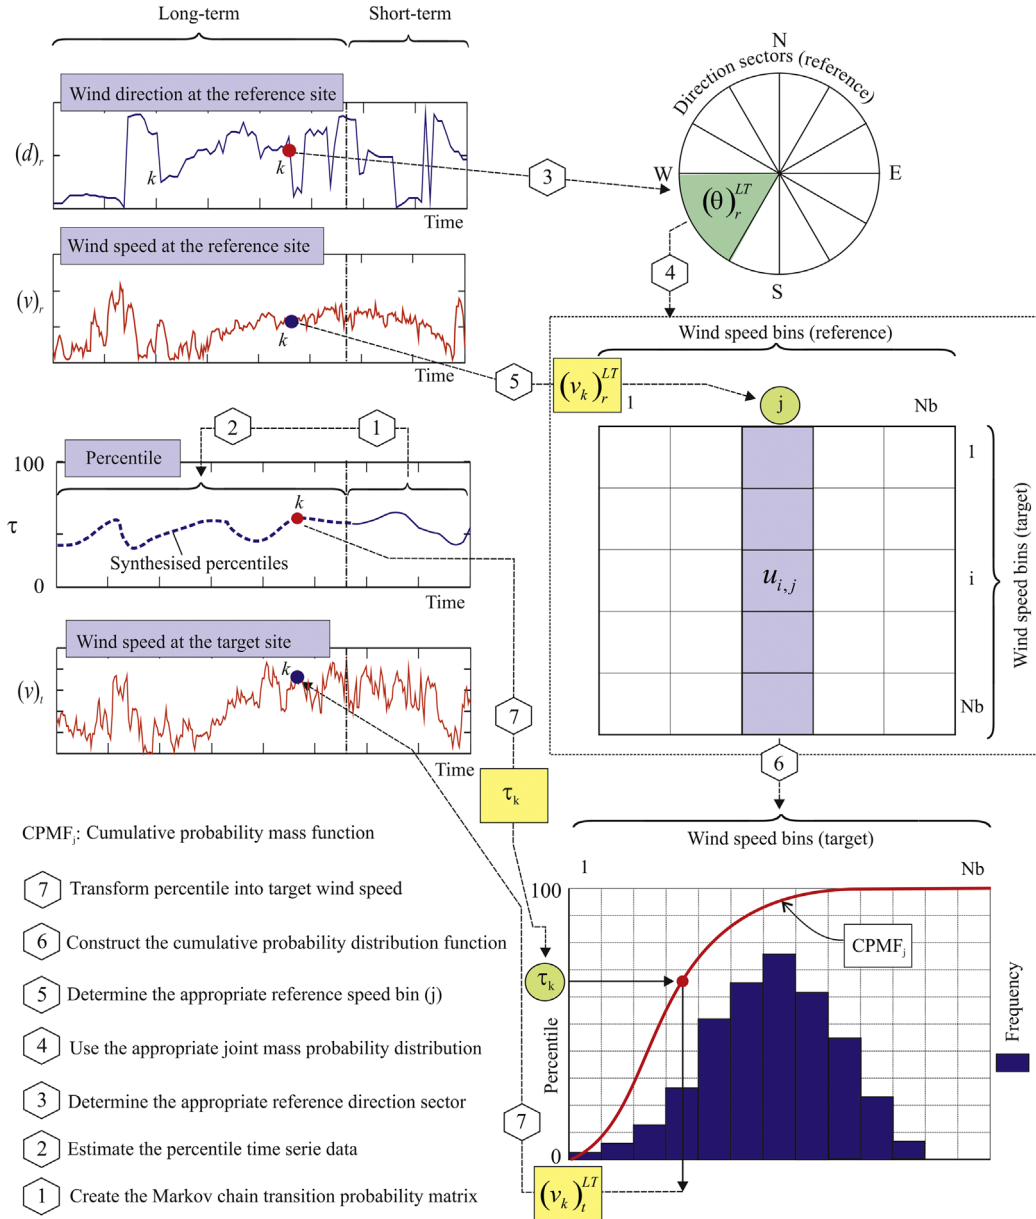 Long-term
Short-term
Wind direction at the reference site
(d)r
k
k
Time
N
Direction sectors (reference)
W
E
S
(θ)r^LT
3
4
Wind speed at the reference site
(v)r
k
Time
5
(vk)r^LT
Wind speed bins (reference)
1
j
Nb
1
i
Nb
Wind speed bins (target)
ui,j
2
1
100
Percentile
k
τ
Synthesised percentiles
0
Time
Wind speed at the target site
(v)t
k
Time
7
τk
6
Wind speed bins (target)
1
Nb
100
CPMFj
τk
Percentile
Frequency
0
7
(vk)t^LT
CPMFj: Cumulative probability mass function
7 Transform percentile into target wind speed
6 Construct the cumulative probability distribution function
5 Determine the appropriate reference speed bin (j)
4 Use the appropriate joint mass probability distribution
3 Determine the appropriate reference direction sector
2 Estimate the percentile time serie data
1 Create the Markov chain transition probability matrix